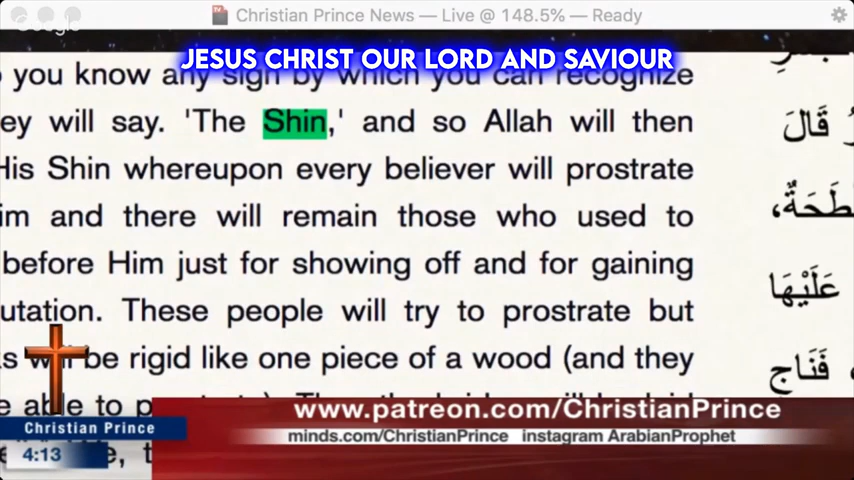 Christian Prince News — Live @ 148.5% — Ready
Google
JESUS CHRIST OUR LORD AND SAVIOUR
you know any sign by which you can recognize
ey will say. 'The Shin,' and so Allah will then
His Shin whereupon every believer will prostrate
im and there will remain those who used to
before Him just for showing off and for gaining
utation. These people will try to prostrate but
be rigid like one piece of a wood (and they
able to
قَالَ
عَلَيْهَا
، فَنَاجٍ
www.patreon.com/ChristianPrince
Christian Prince
minds.com/ChristianPrince instagram ArabianProphet
4:13